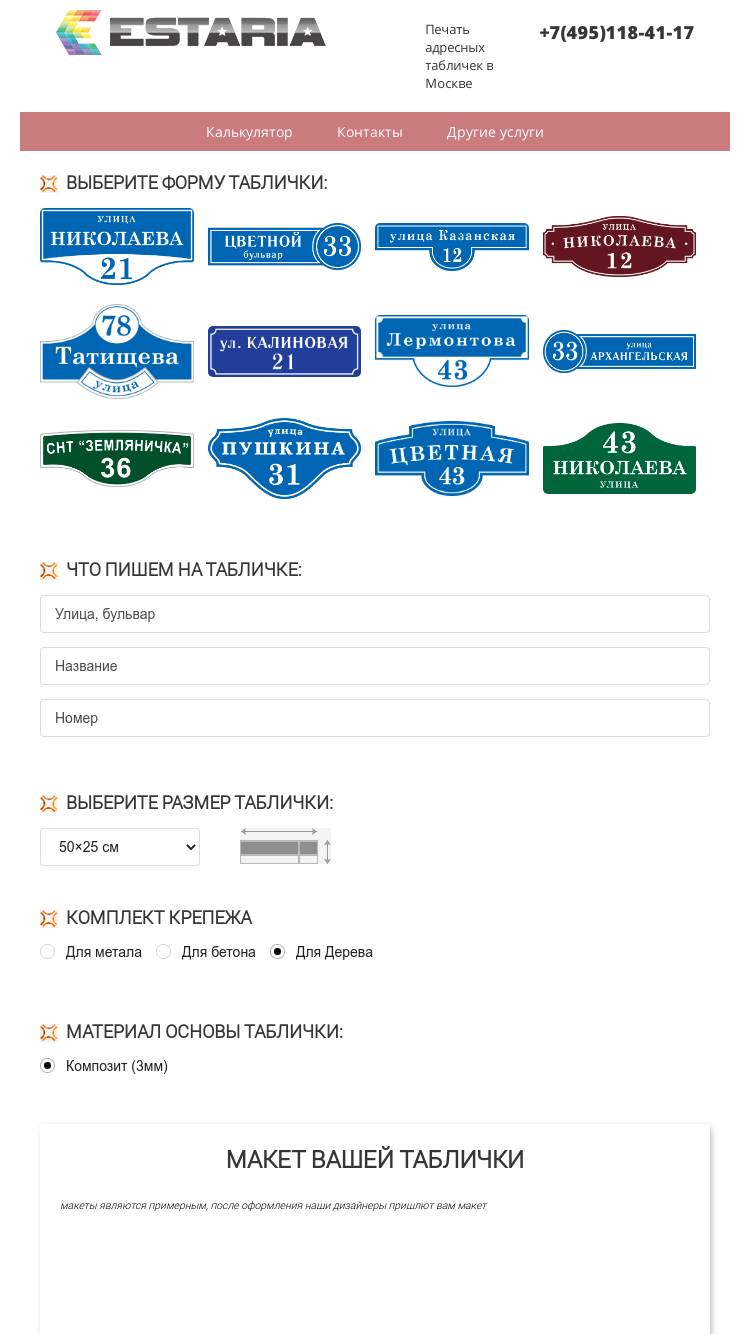 ESTARIA
Печать
адресных
табличек в
Москве
+7(495)118-41-17
Калькулятор Контакты Другие услуги
ВЫБЕРИТЕ ФОРМУ ТАБЛИЧКИ:
УЛИЦА
НИКОЛАЕВА
21
ЦВЕТНОЙ
бульвар
33
улица Казанская
12
УЛИЦА
НИКОЛАЕВА
12
78
Татищева
улица
ул. КАЛИНОВАЯ
21
улица
Лермонтова
43
33
улица
АРХАНГЕЛЬСКАЯ
СНТ "ЗЕМЛЯНИЧКА"
36
улица
ПУШКИНА
31
УЛИЦА
ЦВЕТНАЯ
43
43
НИКОЛАЕВА
УЛИЦА
ЧТО ПИШЕМ НА ТАБЛИЧКЕ:
Улица, бульвар
Название
Номер
ВЫБЕРИТЕ РАЗМЕР ТАБЛИЧКИ:
50×25 см
КОМПЛЕКТ КРЕПЕЖА
Для метала Для бетона Для Дерева
МАТЕРИАЛ ОСНОВЫ ТАБЛИЧКИ:
Композит (3мм)
МАКЕТ ВАШЕЙ ТАБЛИЧКИ
макеты являются примерным, после оформления наши дизайнеры пришлют вам макет